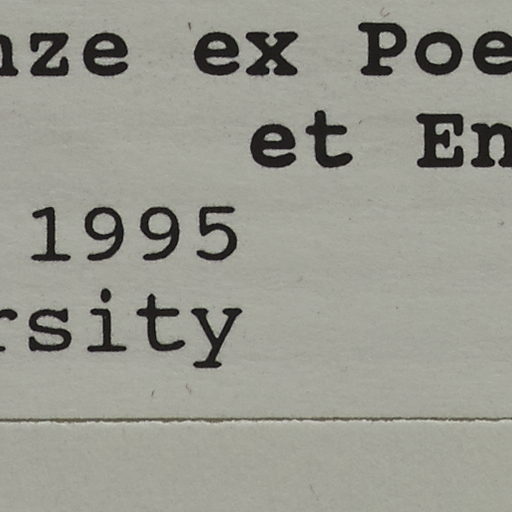 nze ex Poe
et En
1995
rsity